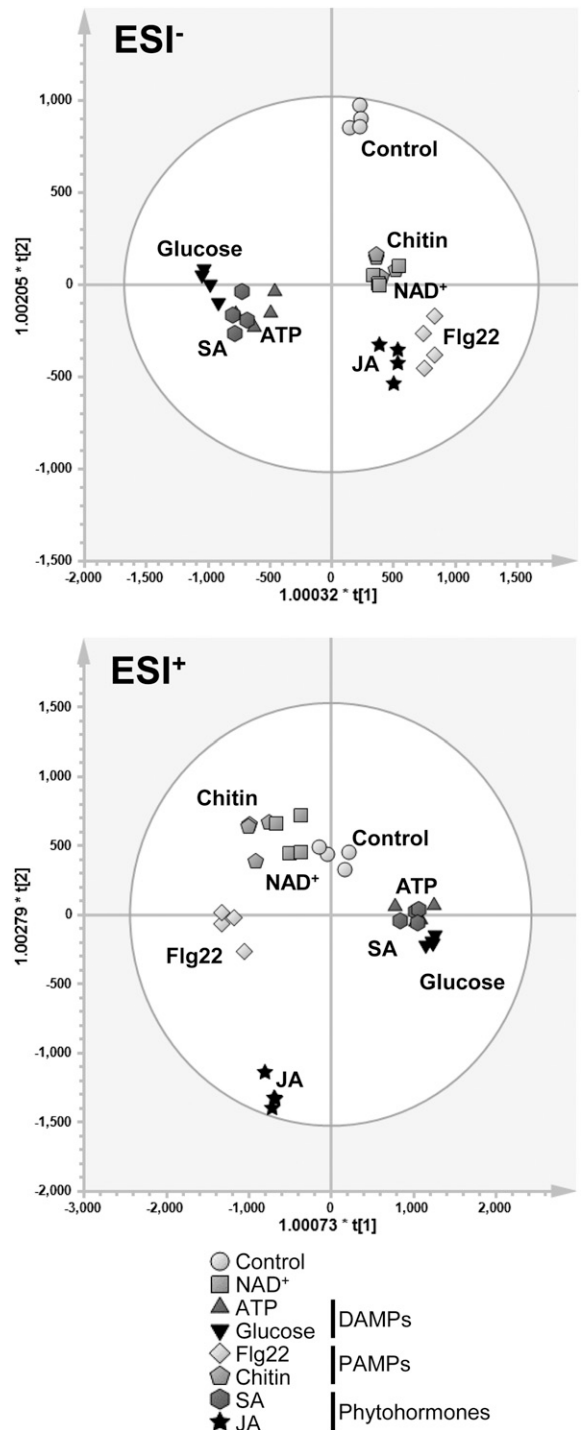 ESI-
1,000
Control
500
Chitin
Glucose
0
NAD+
SA
ATP
Flg22
JA
-500
-1,000
-1,500
-2,000 -1,500 -1,000 -500 0 500 1,000 1,500
1.00032 * t[1]
1.00205 * t[2]
ESI+
1,500
1,000
Chitin
Control
500
NAD+
ATP
0
SA
Flg22
Glucose
-500
-1,000
JA
-1,500
-2,000
-3,000 -2,000 -1,000 0 1,000 2,000
1.00073 * t[1]
1.00279 * t[2]
Control
NAD+
ATP
Glucose
DAMPs
Flg22
Chitin
PAMPs
SA
JA
Phytohormones